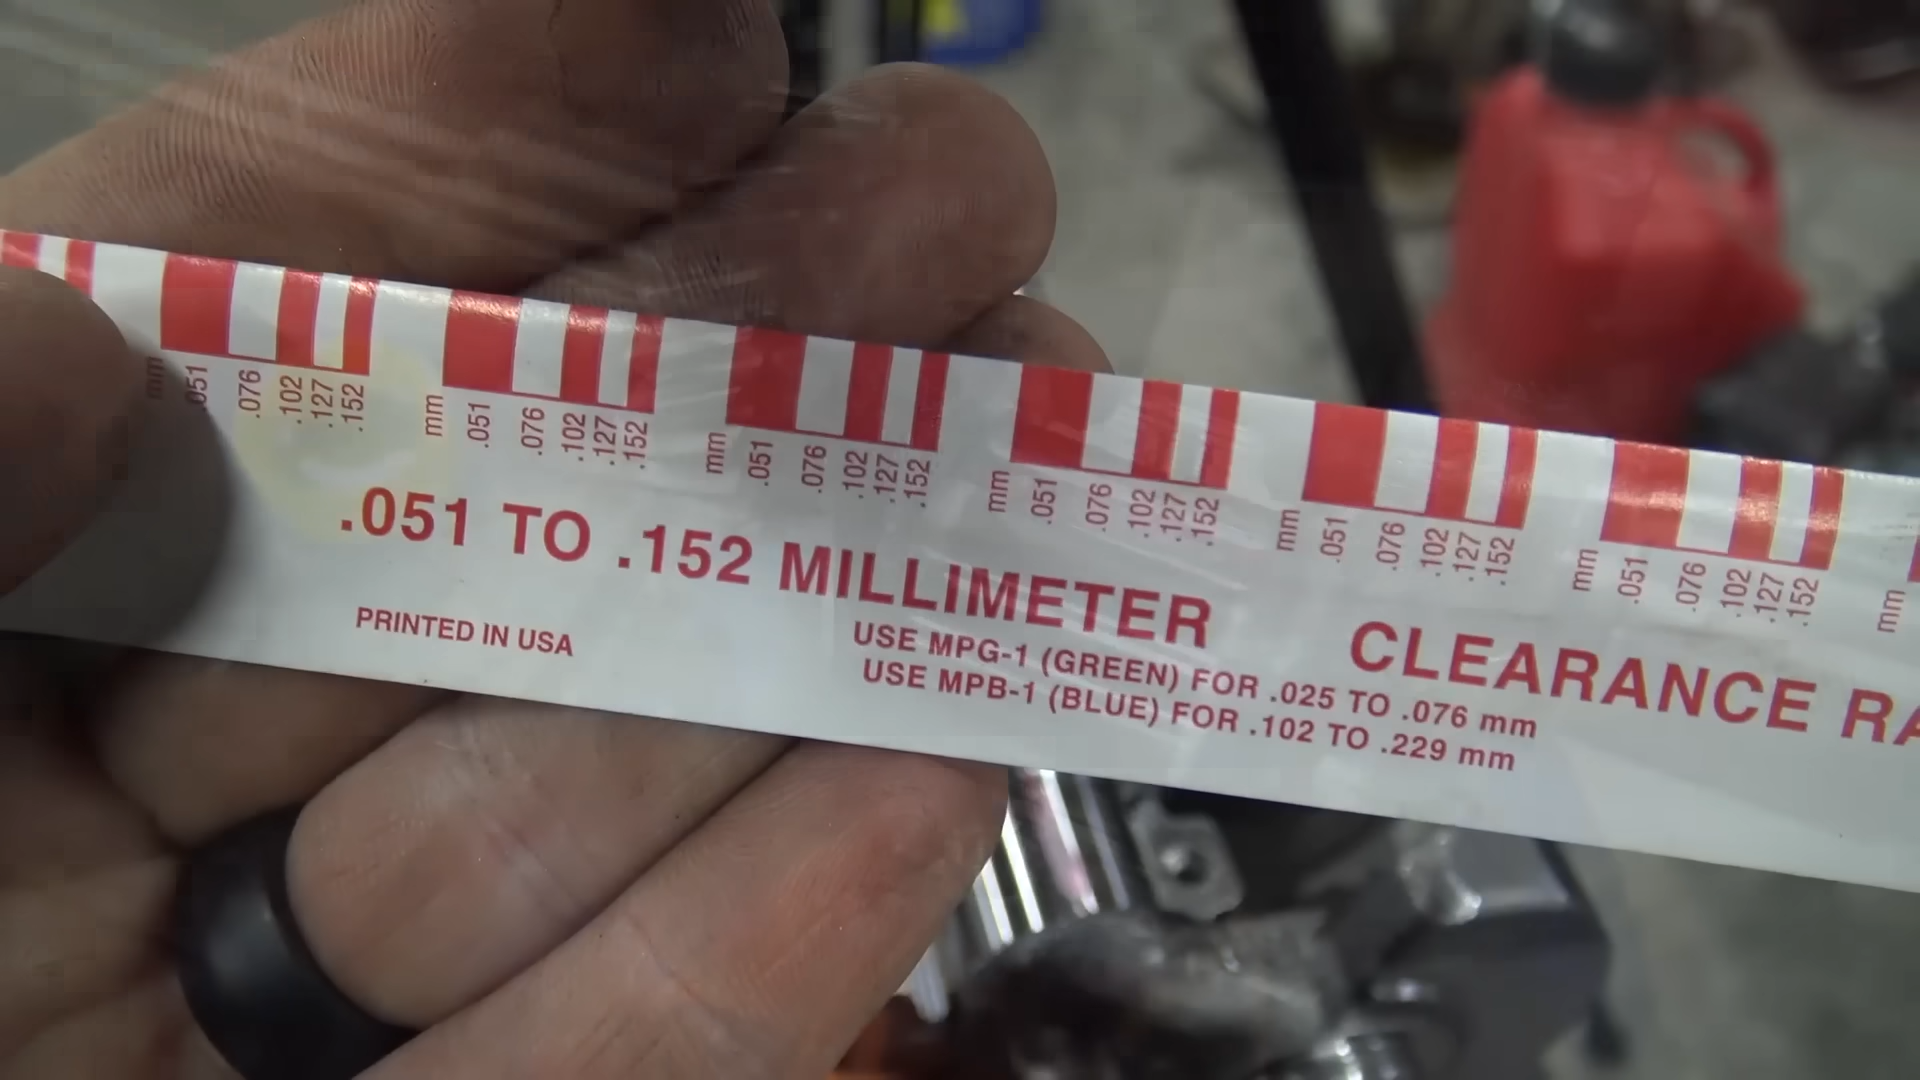 mm .051 .076 .102 .127 .152
mm .051 .076 .102 .127 .152
mm .051 .076 .102 .127 .152
mm .051 .076 .102 .127 .152
mm .051 .076 .102 .127 .152
mm .051 .076 .102 .127 .152
mm
.051 TO .152 MILLIMETER CLEARANCE RA
PRINTED IN USA
USE MPG-1 (GREEN) FOR .025 TO .076 mm
USE MPB-1 (BLUE) FOR .102 TO .229 mm